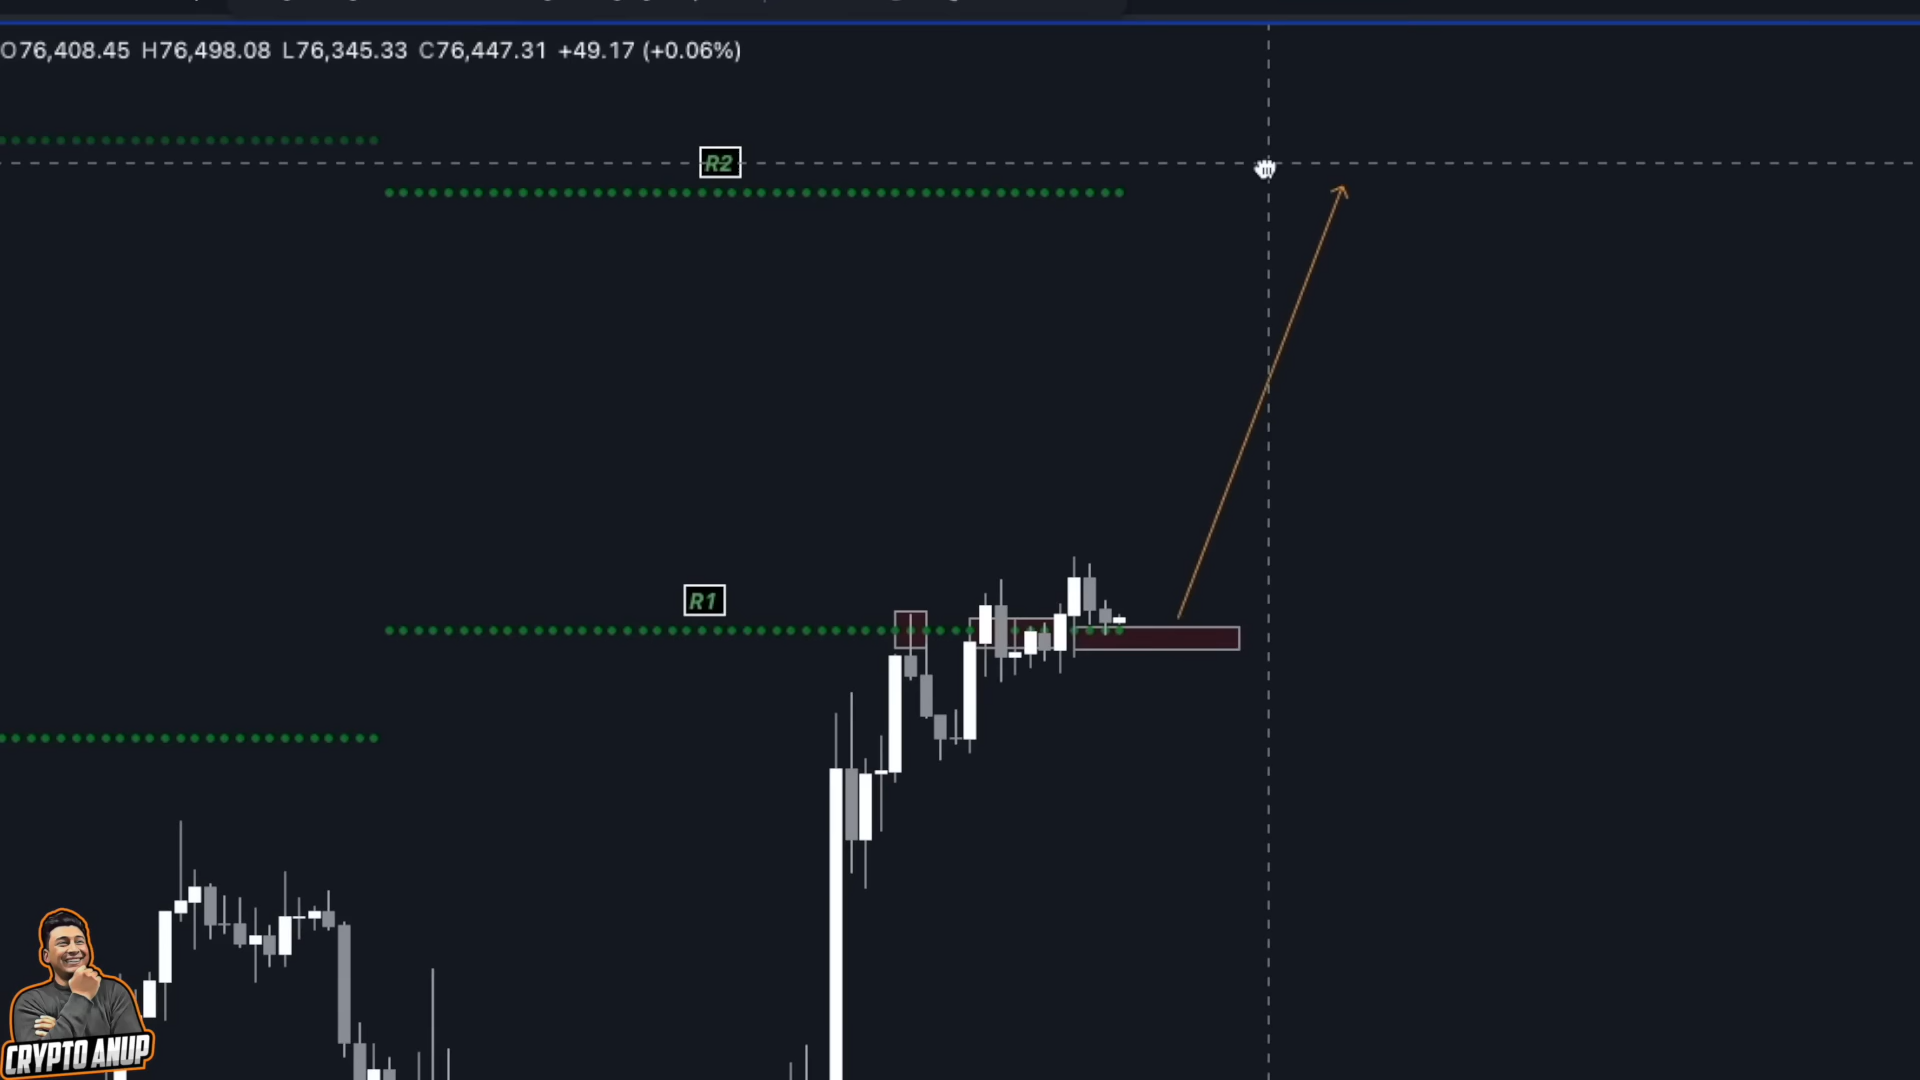 O76,408.45 H76,498.08 L76,345.33 C76,447.31 +49.17 (+0.06%)
R2
R1
CRYPTO ANUP